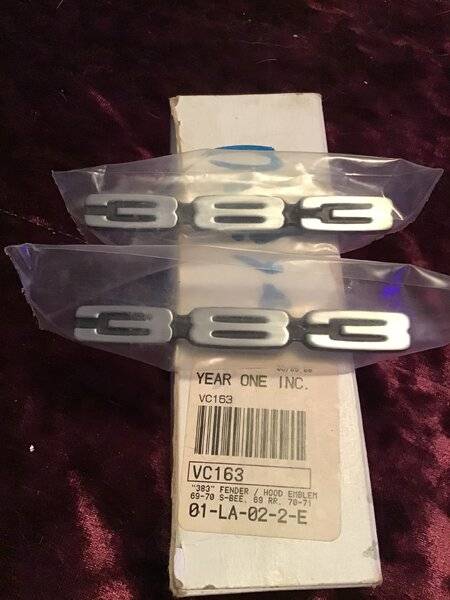 383
383
YEAR ONE INC.
VC163
VC163
"383" FENDER / HOOD EMBLEM
69-70 S-BEE, 69 RR, 70-71
01-LA-02-2-E